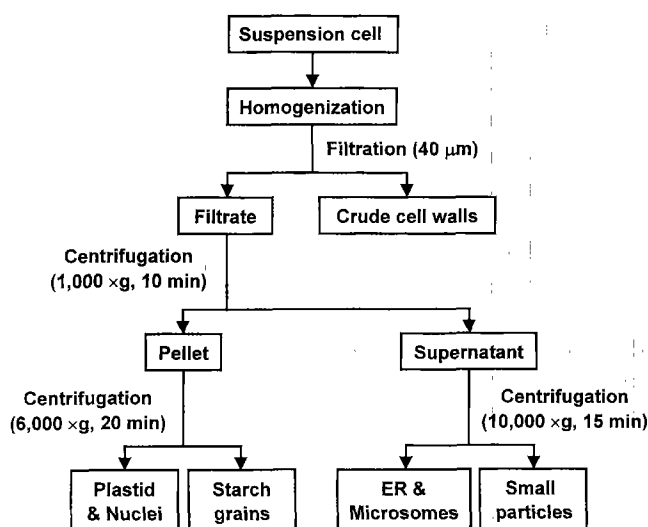 Suspension cell
Homogenization
Filtration (40 μm)
Filtrate
Crude cell walls
Centrifugation
(1,000 ×g, 10 min)
Pellet
Supernatant
Centrifugation
(6,000 ×g, 20 min)
Centrifugation
(10,000 ×g, 15 min)
Plastid
& Nuclei
Starch
grains
ER &
Microsomes
Small
particles